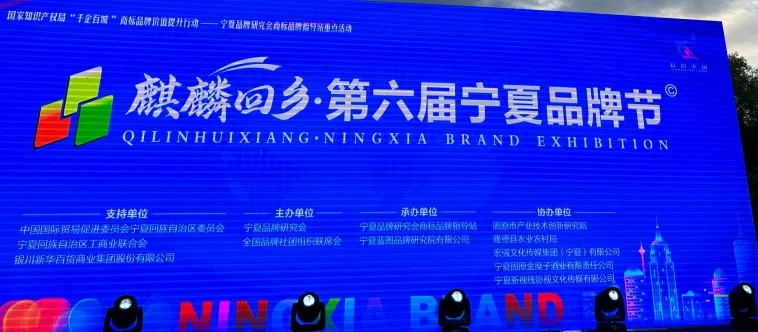 国家知识产权局“千企百城”商标品牌价值提升行动——宁夏品牌研究会商标品牌指导站重点活动
麒麟回乡·第六届宁夏品牌节©
QILINHUIXIANG·NINGXIA BRAND EXHIBITION
支持单位
中国国际贸易促进委员会宁夏回族自治区委员会
宁夏回族自治区工商业联合会
银川新华百货商业集团股份有限公司
主办单位
宁夏品牌研究会
全国品牌社团组织联席会
承办单位
宁夏品牌研究会商标品牌指导站
宁夏蓝图品牌研究院有限公司
协办单位
固原市产业技术创新研究院
隆德县农业农村局
宏强文化传媒集团（宁夏）有限公司
宁夏固原金糜子酒业有限责任公司
宁夏新视线影视文化传媒有限公司
NINGXIA BRAND